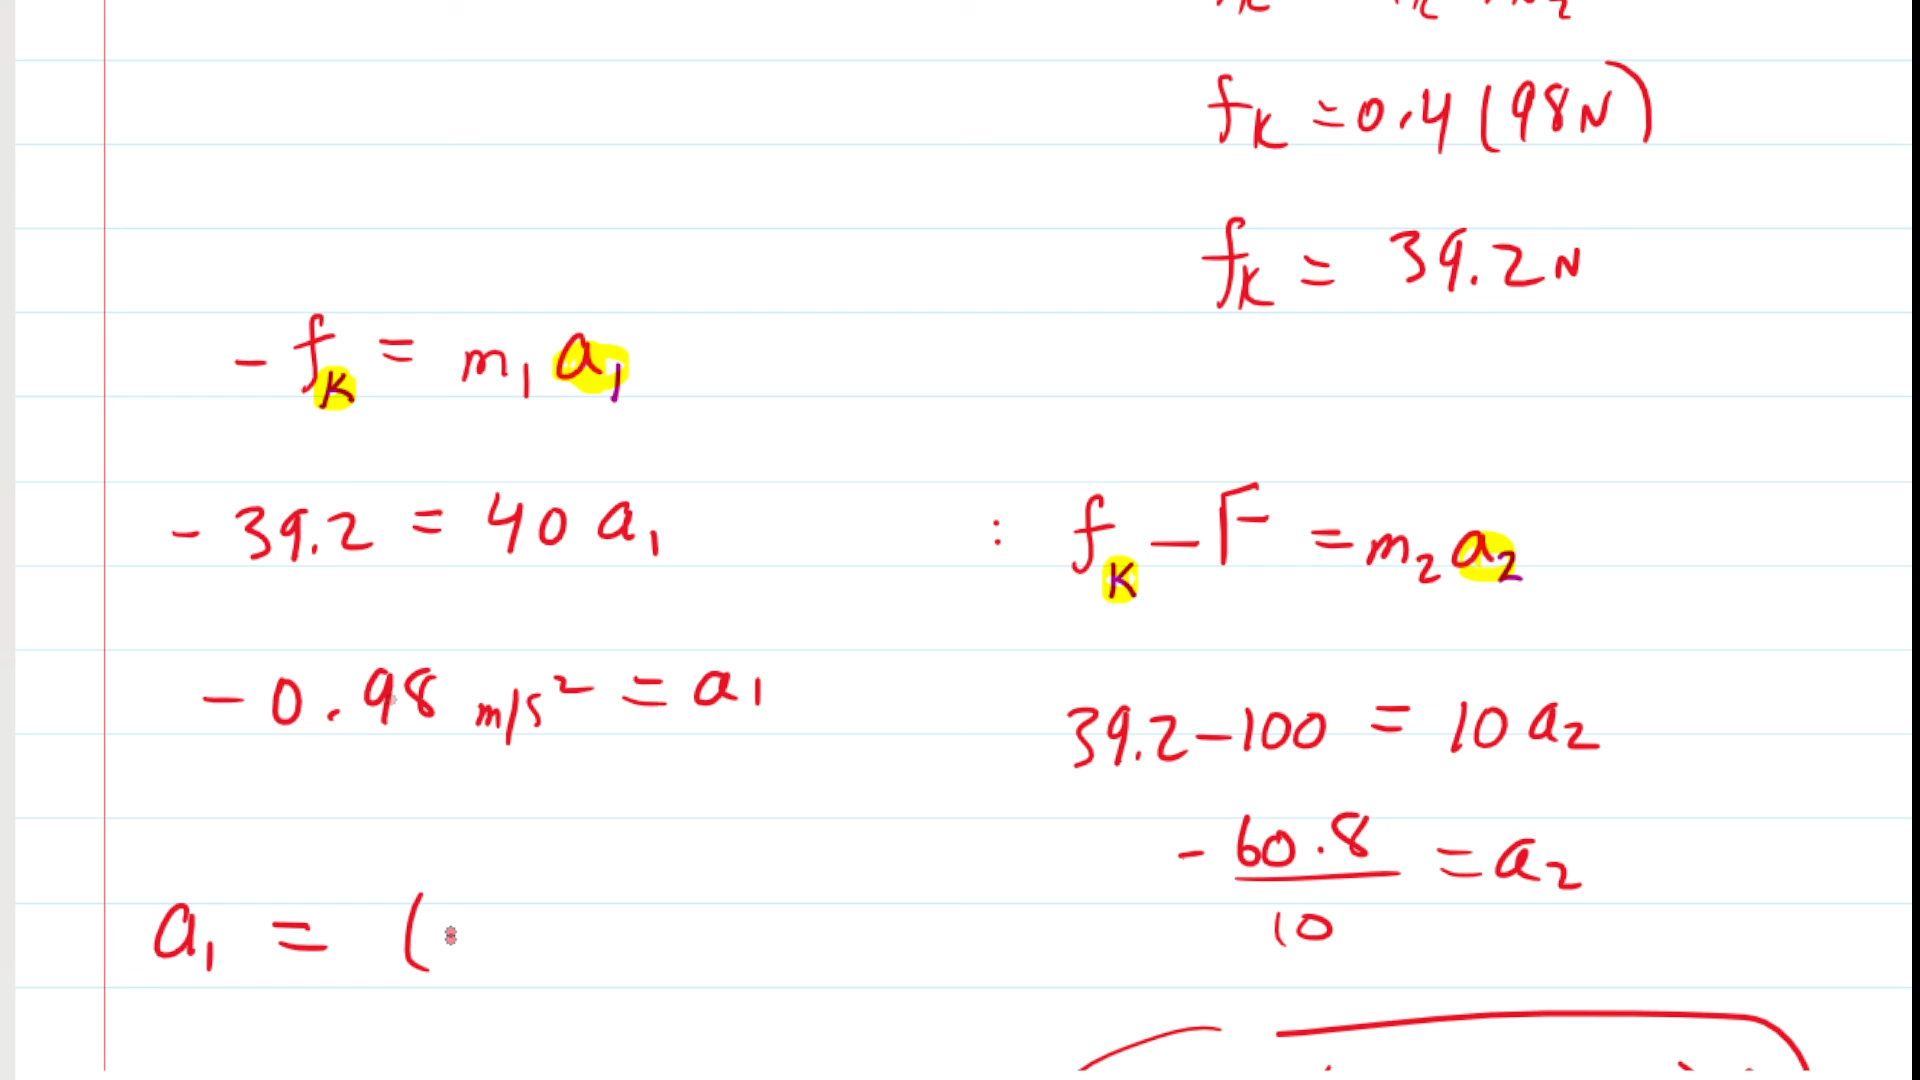 fₖ = 0.4 (98N)
fₖ = 39.2N
- fₖ = m₁ a₁
- 39.2 = 40 a₁
: fₖ - F = m₂ a₂
- 0.98 m/s² = a₁
39.2 - 100 = 10 a₂
- 60.8 / 10 = a₂
a₁ = (